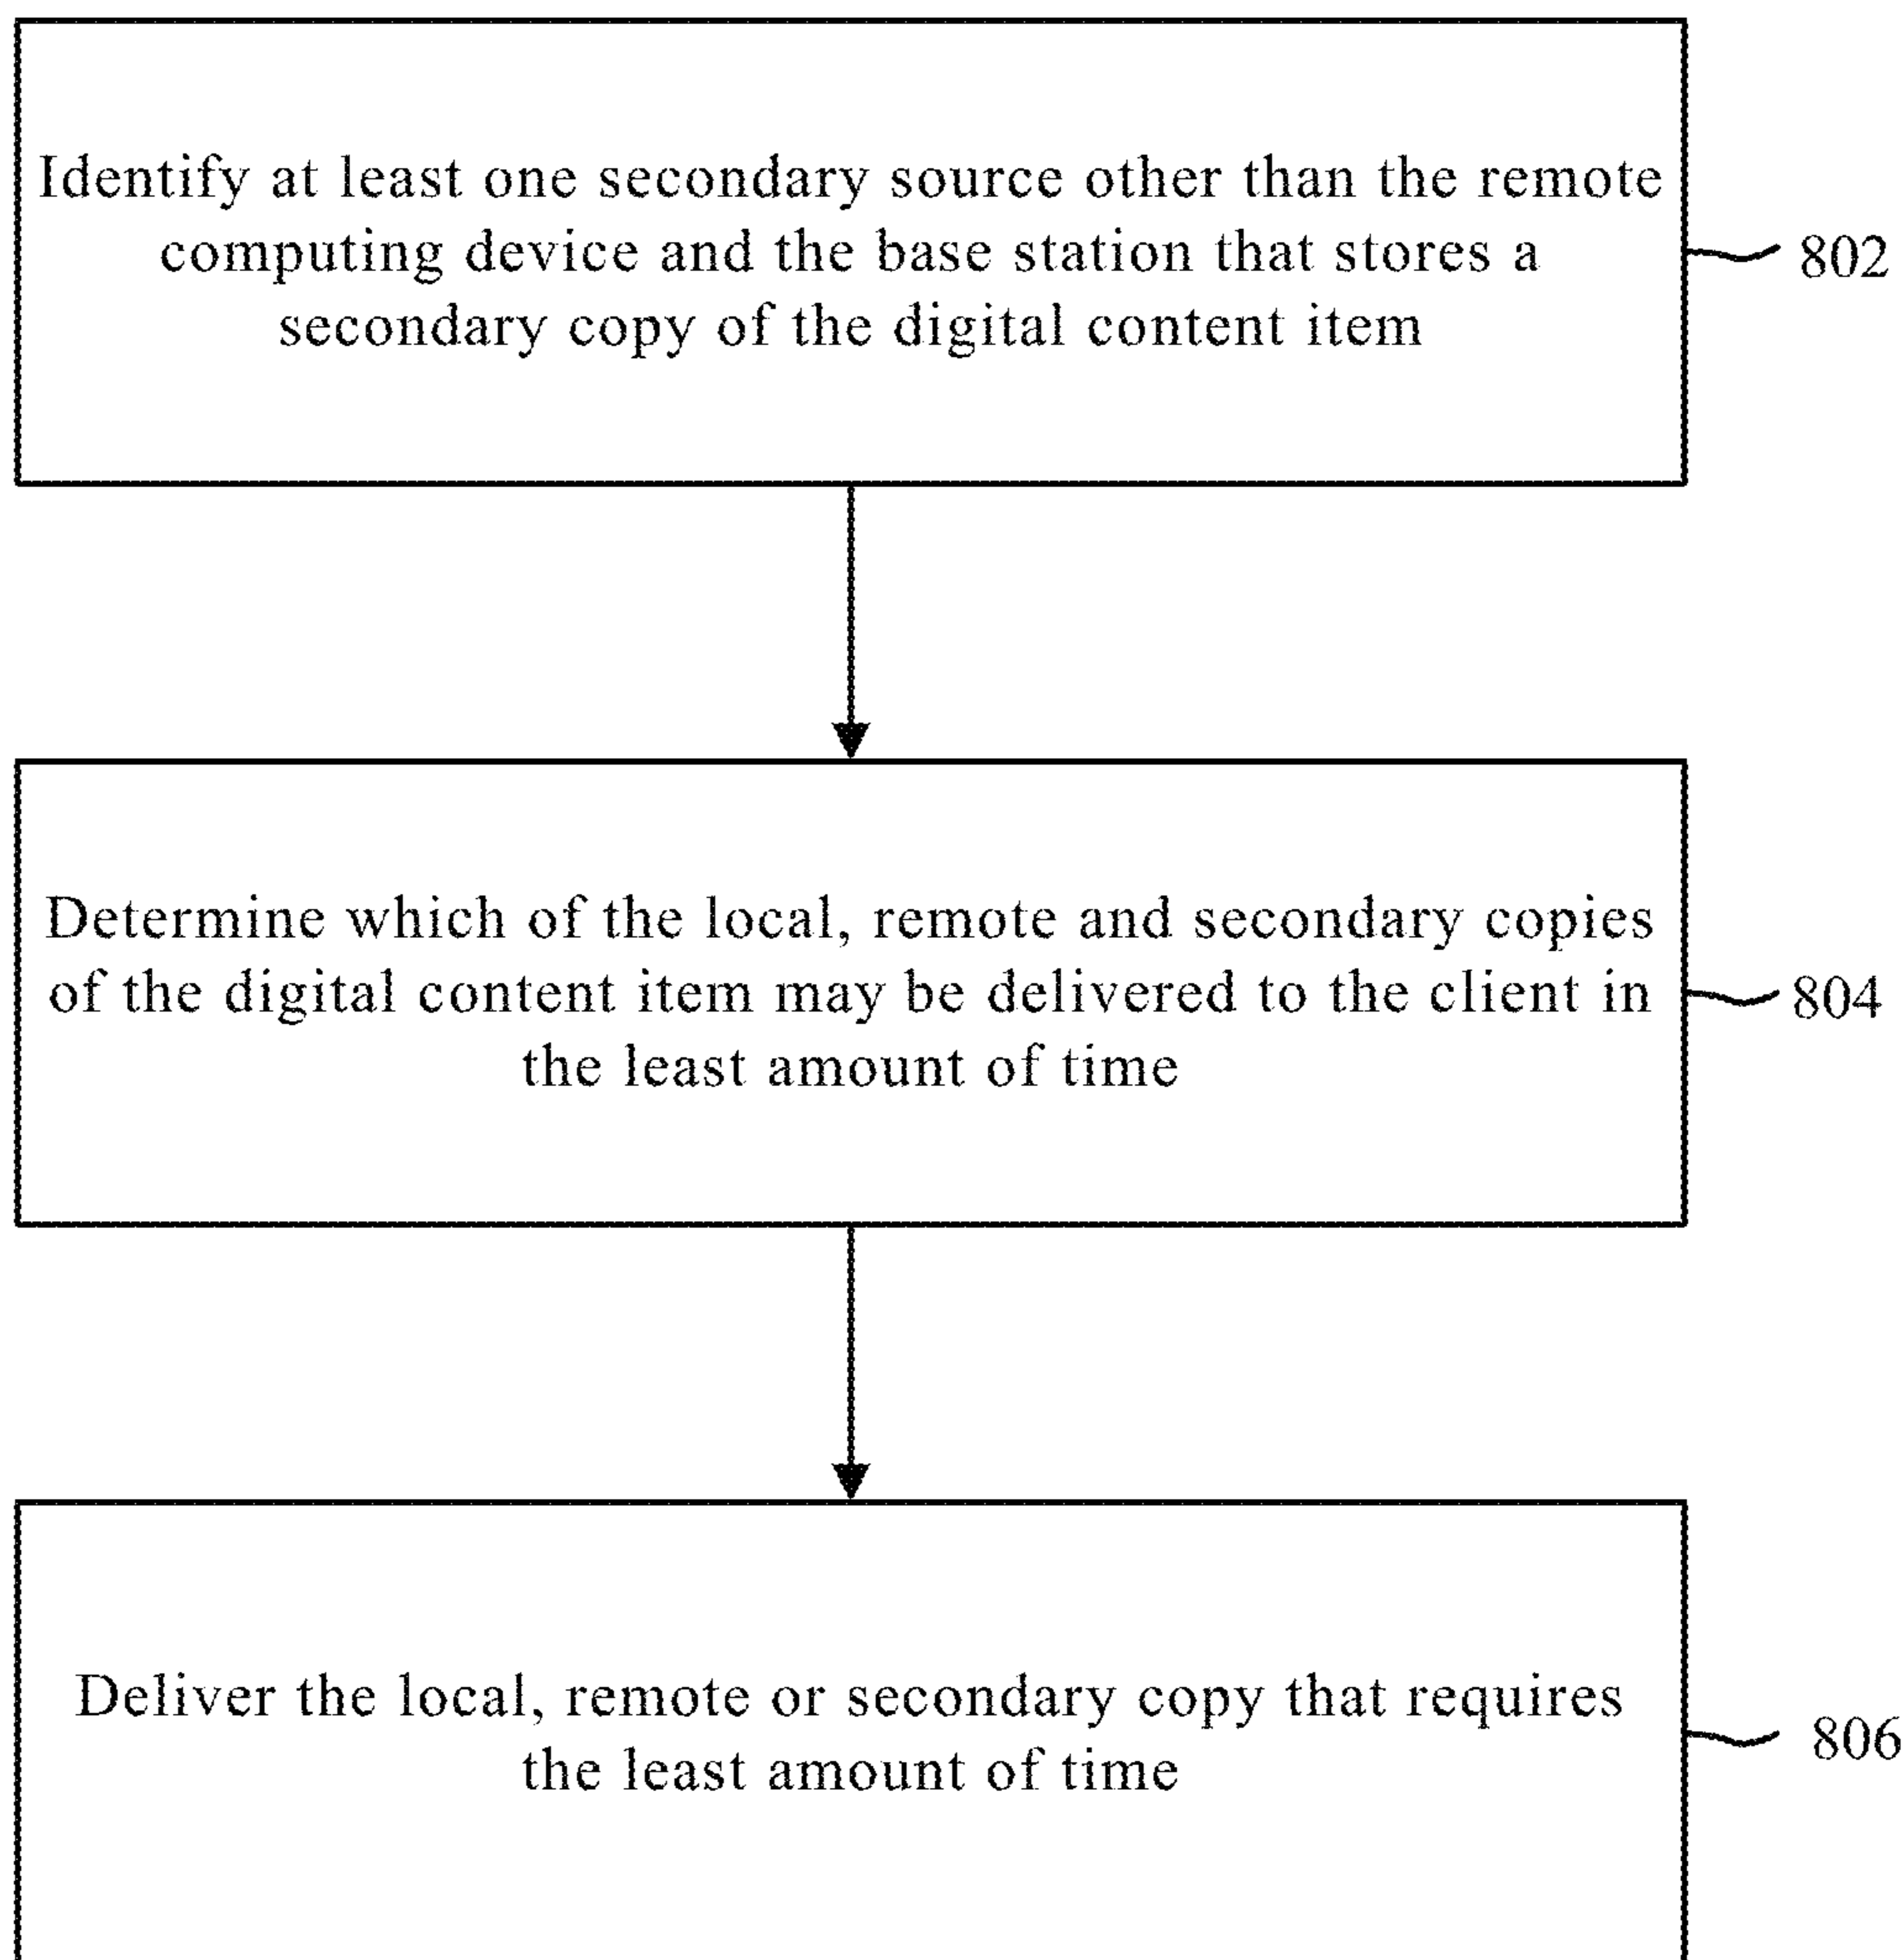 Identify at least one secondary source other than the remote
computing device and the base station that stores a
secondary copy of the digital content item
802
Determine which of the local, remote and secondary copies
of the digital content item may be delivered to the client in
the least amount of time
804
Deliver the local, remote or secondary copy that requires
the least amount of time
806